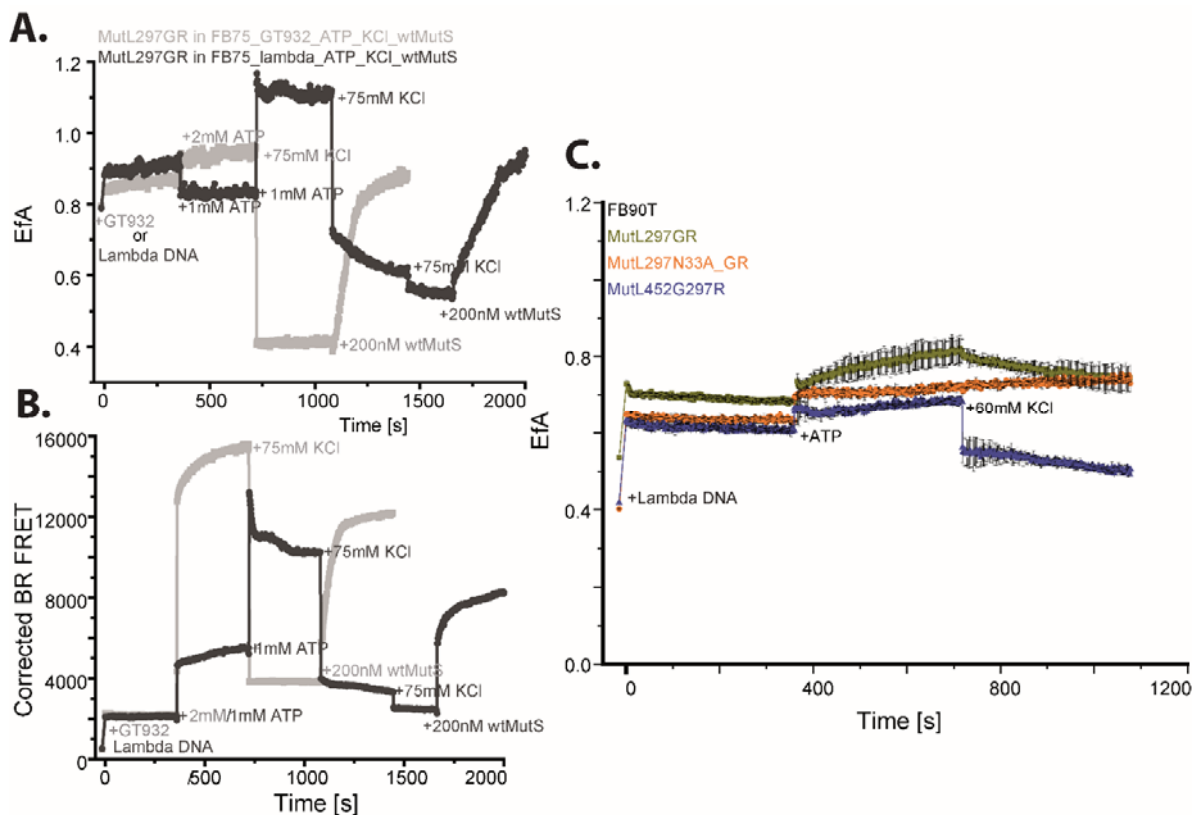 A.
MutL297GR in FB75_GT932_ATP_KCl_wtMutS
MutL297GR in FB75_lambda_ATP_KCl_wtMutS
1.2
1.0
0.8
0.6
0.4
EfA
+2mM ATP
+75mM KCl
+75mM KCl
+1mM ATP
+ 1mM ATP
+GT932
or
Lambda DNA
+75mM KCl
+200nM wtMutS
+200nM wtMutS
0
500
1000
1500
2000
Time [s]
B.
16000
14000
12000
10000
8000
6000
4000
2000
0
Corrected BR FRET
+75mM KCl
+75mM KCl
+1mM ATP
+200nM wtMutS
+75mM KCl
+ 2mM/1mM ATP
+GT932
Lambda DNA
+200nM wtMutS
0
500
1000
1500
2000
Time [s]
C.
1.2
0.8
0.4
0.0
EfA
FB90T
MutL297GR
MutL297N33A_GR
MutL452G297R
+60mM KCl
+ATP
+Lambda DNA
0
400
800
1200
Time [s]